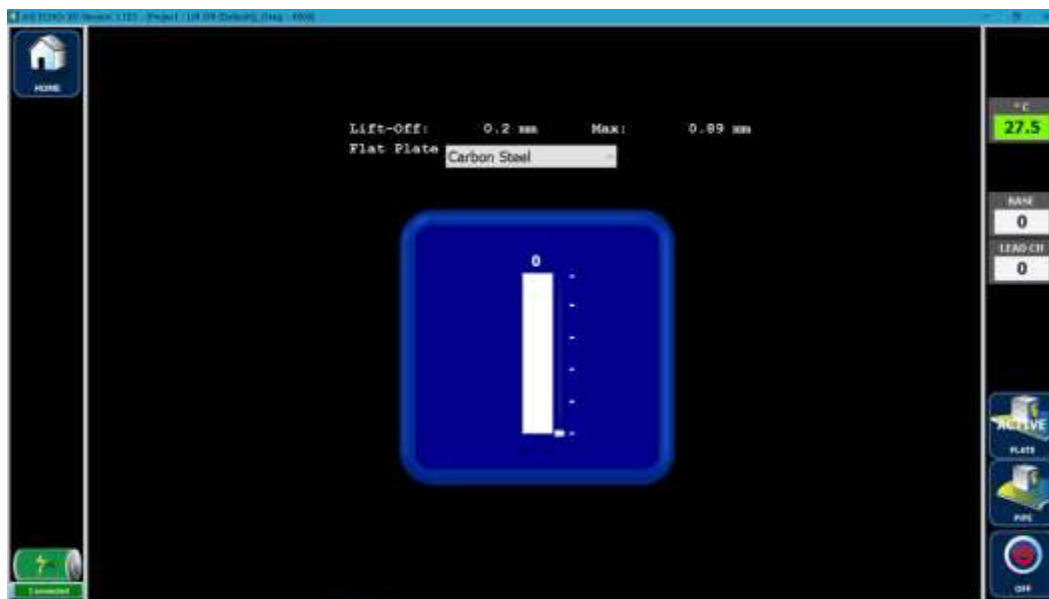 HOME
Lift-Off: 0.2 mm Max: 0.89 mm
Flat Plate Carbon Steel
0
° C
27.5
BASE
0
LEAD CH
0
ACTIVE
PLATE
PIPE
OFF
Connected